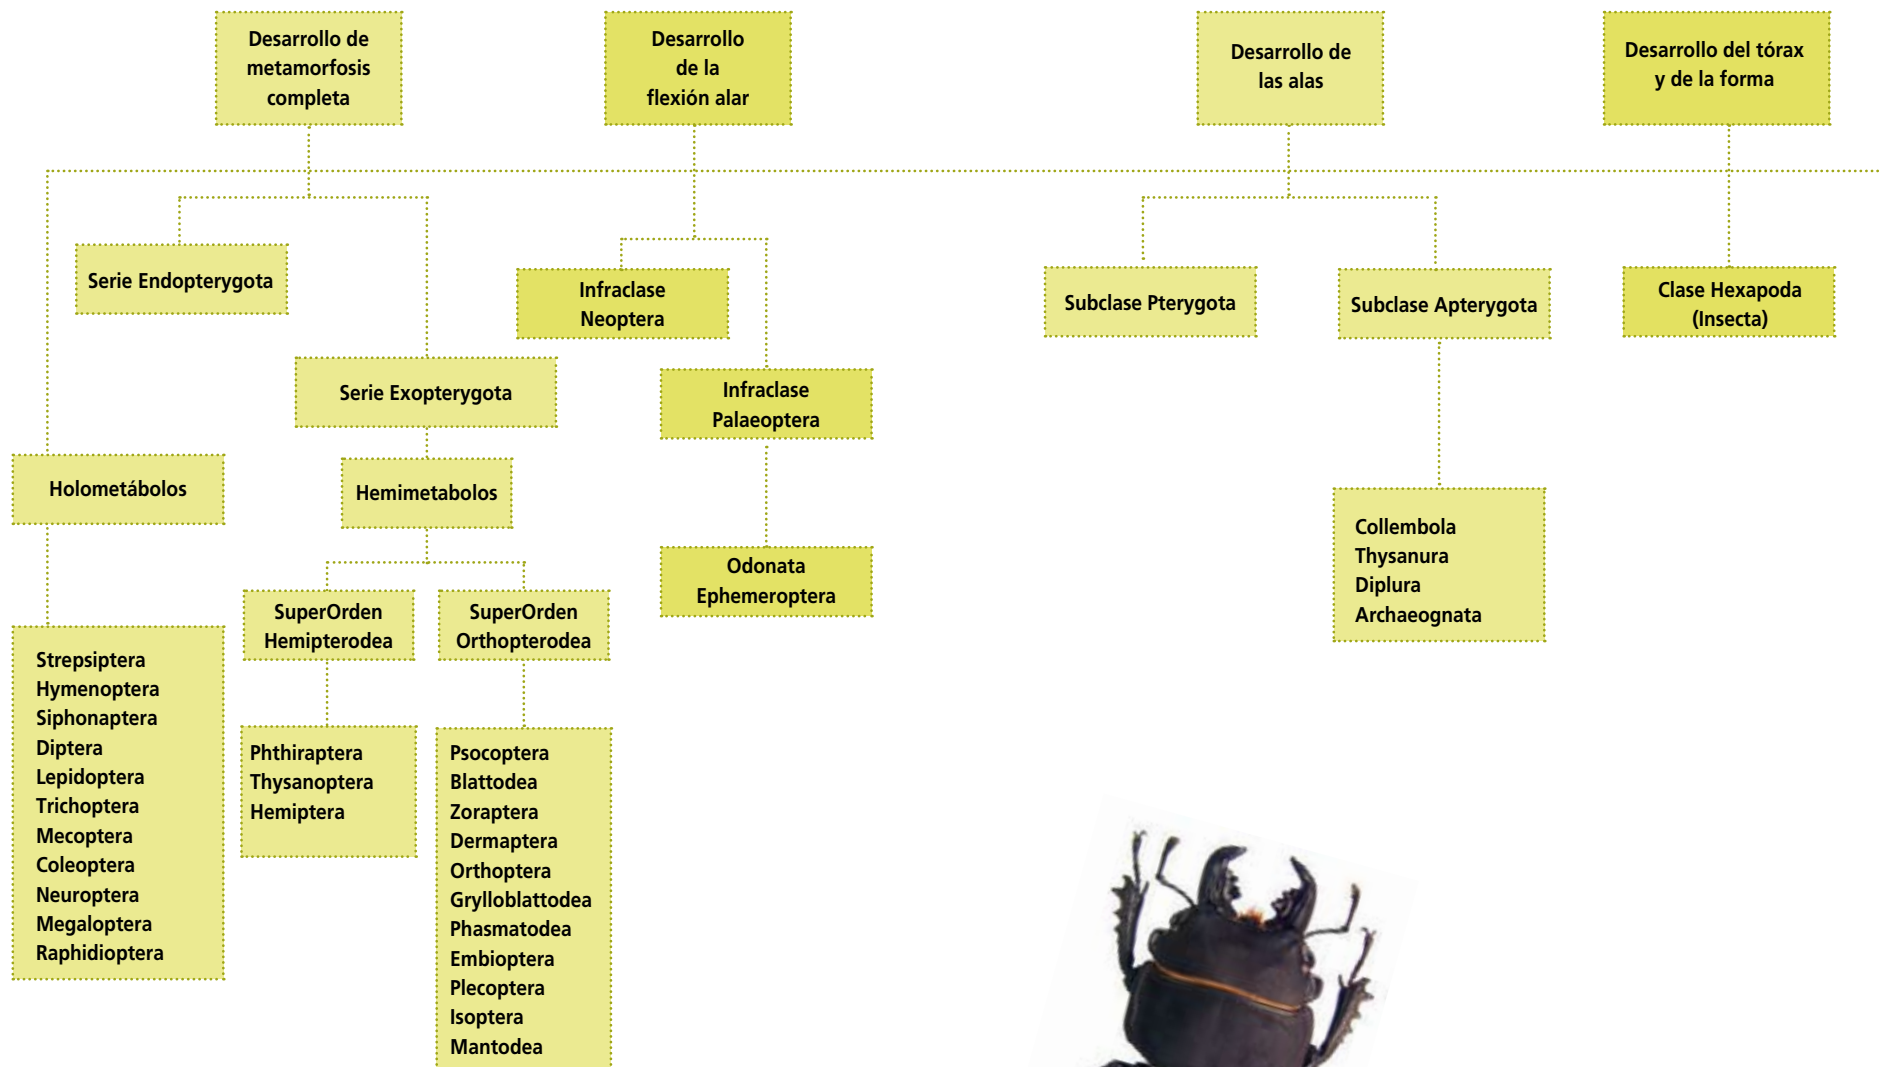 Desarrollo de
metamorfosis
completa
Desarrollo
de la
flexión alar
Desarrollo de
las alas
Desarrollo del tórax
y de la forma
Serie Endopterygota
Infraclase
Neoptera
Subclase Pterygota
Subclase Apterygota
Clase Hexapoda
(Insecta)
Serie Exopterygota
Infraclase
Palaeoptera
Holometábolos
Hemimetabolos
Odonata
Ephemeroptera
Collembola
Thysanura
Diplura
Archaeognata
SuperOrden
Hemipterodea
SuperOrden
Orthopterodea
Strepsiptera
Hymenoptera
Siphonaptera
Diptera
Lepidoptera
Trichoptera
Mecoptera
Coleoptera
Neuroptera
Megaloptera
Raphidioptera
Phthiraptera
Thysanoptera
Hemiptera
Psocoptera
Blattodea
Zoraptera
Dermaptera
Orthoptera
Grylloblattodea
Phasmatodea
Embioptera
Plecoptera
Isoptera
Mantodea